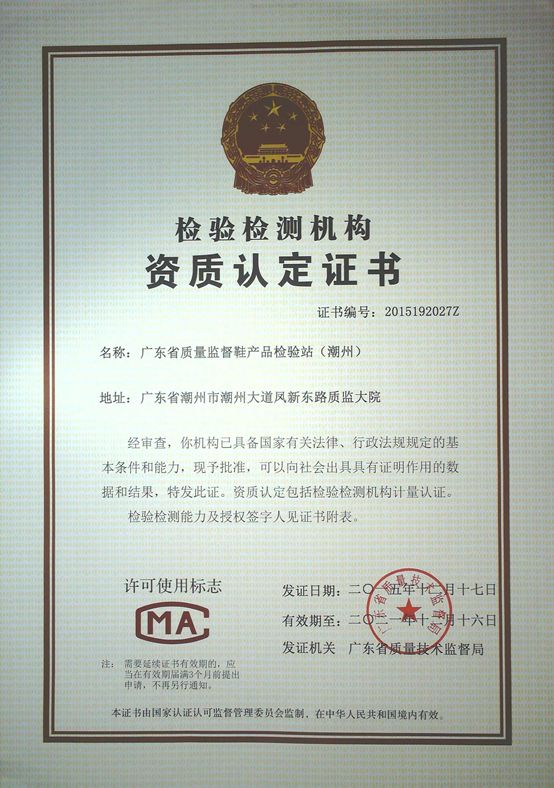 检验检测机构
资质认定证书
证书编号：2015192027Z
名称：广东省质量监督鞋产品检验站（潮州）
地址：广东省潮州市潮州大道凤新东路质监大院
经审查，你机构已具备国家有关法律、行政法规规定的基
本条件和能力，现予批准，可以向社会出具具有证明作用的数
据和结果，特发此证。资质认定包括检验检测机构计量认证。
检验检测能力及授权签字人见证书附表。
许可使用标志
MA
注：需要延续证书有效期的，应
当在有效期届满3个月前提出
申请，不再另行通知。
发证日期：二〇一五年十二月十七日
有效期至：二〇二一年十二月十六日
发证机关 广东省质量技术监督局
广东省质量技术监督局
本证书由国家认证认可监督管理委员会监制，在中华人民共和国境内有效。